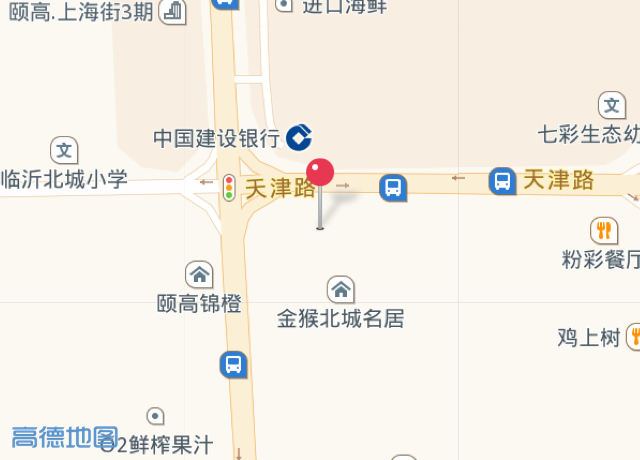 颐高.上海街3期
进口海鲜
中国建设银行
七彩生态幼
临沂北城小学
天津路
天津路
粉彩餐厅
颐高锦橙
金猴北城名居
鸡上树
高德地图
O2鲜榨果汁